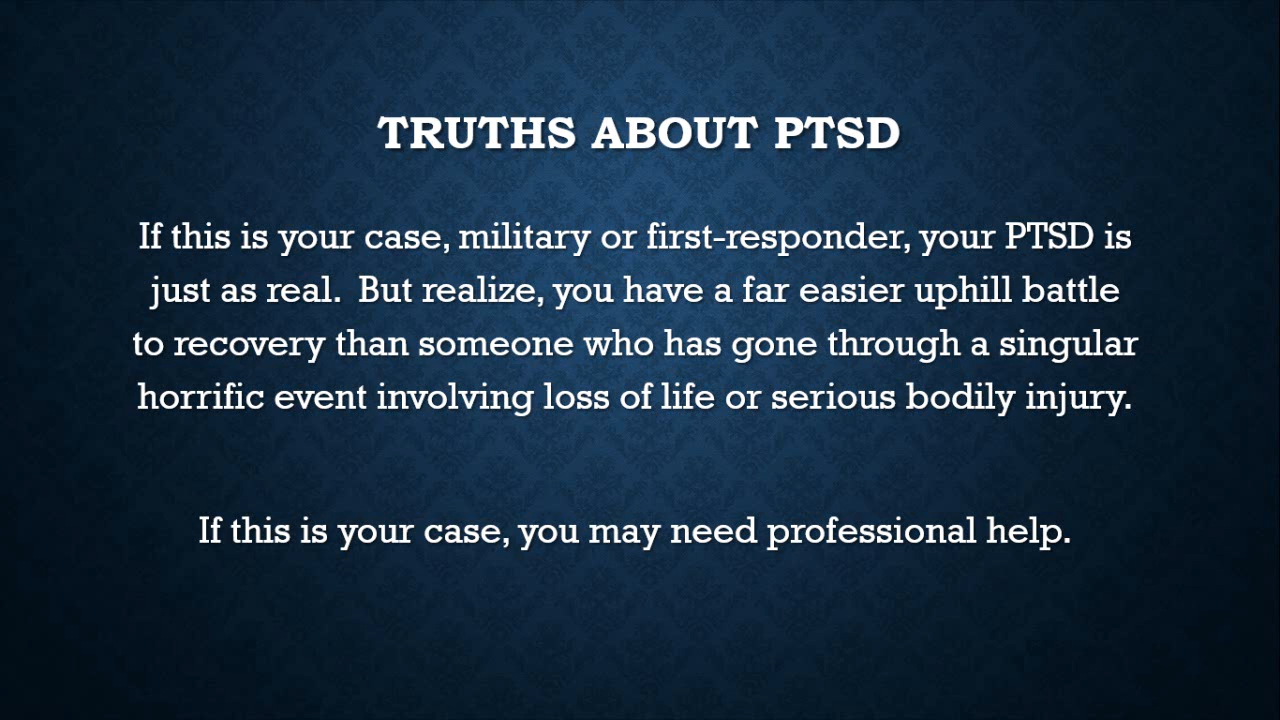 TRUTHS ABOUT PTSD
If this is your case, military or first-responder, your PTSD is
just as real.  But realize, you have a far easier uphill battle
to recovery than someone who has gone through a singular
horrific event involving loss of life or serious bodily injury.
If this is your case, you may need professional help.